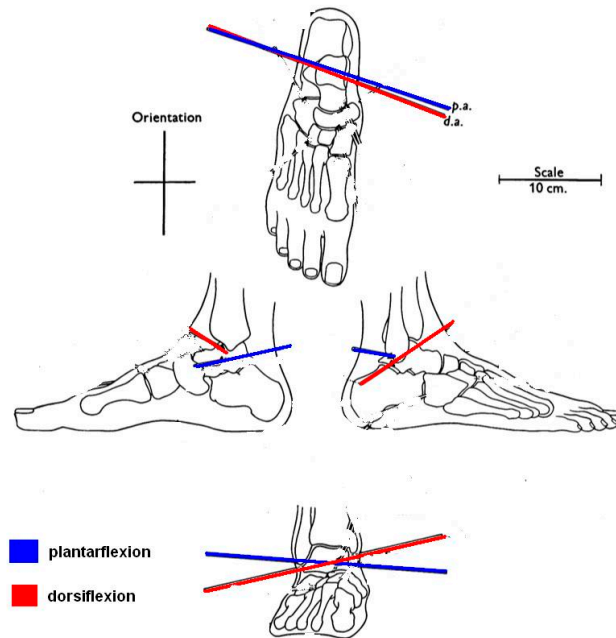 p.a.
d.a.
Orientation
Scale
10 cm.
plantarflexion
dorsiflexion